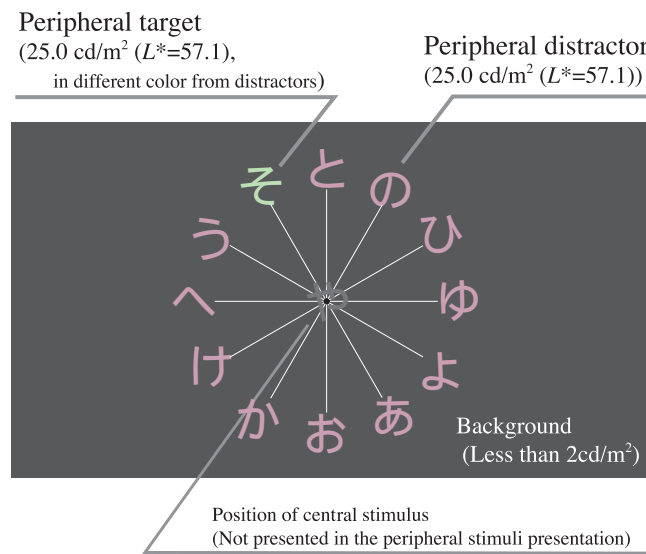 Peripheral target
(25.0 cd/m² (L*=57.1),
in different color from distractors)
Peripheral distractor
(25.0 cd/m² (L*=57.1))
そ
と
の
う
ひ
へ
や
ゆ
け
よ
か
お
あ
Background
(Less than 2cd/m²)
Position of central stimulus
(Not presented in the peripheral stimuli presentation)